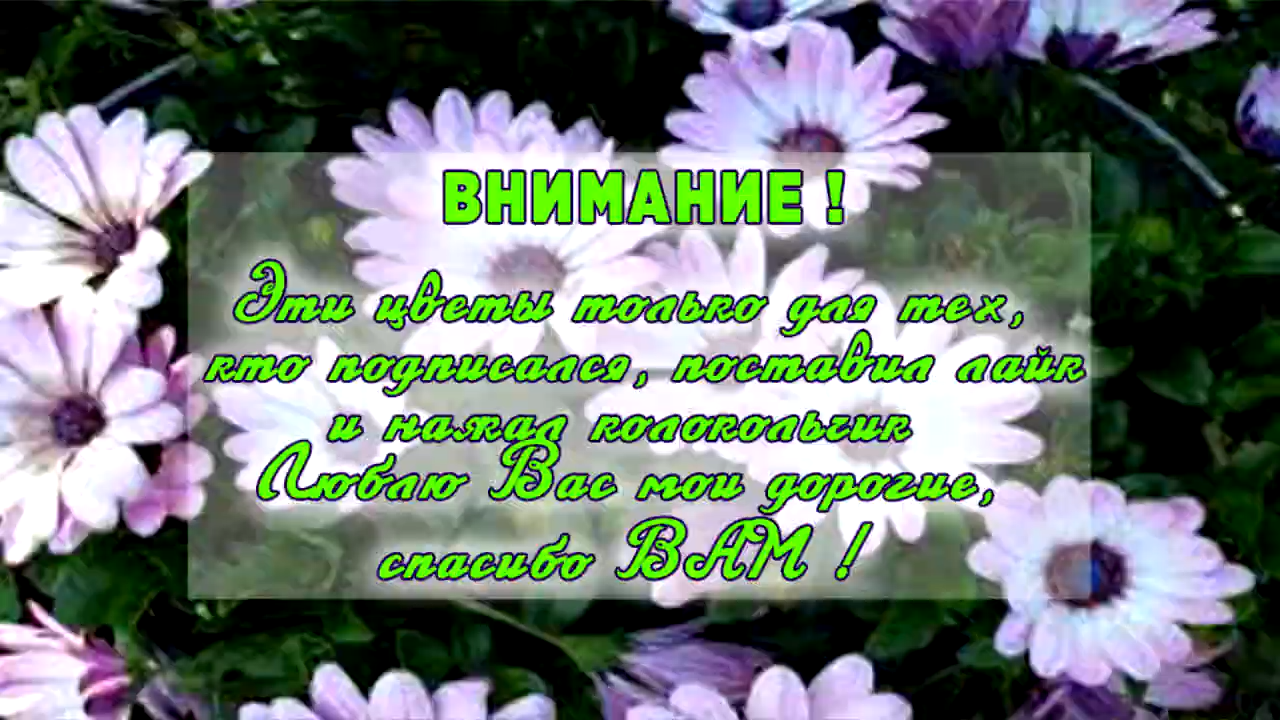 ВНИМАНИЕ !
Эти цветы только для тех,
кто подписался, поставил лайк
и нажал колокольчик
Люблю Вас мои дорогие,
спасибо ВАМ !